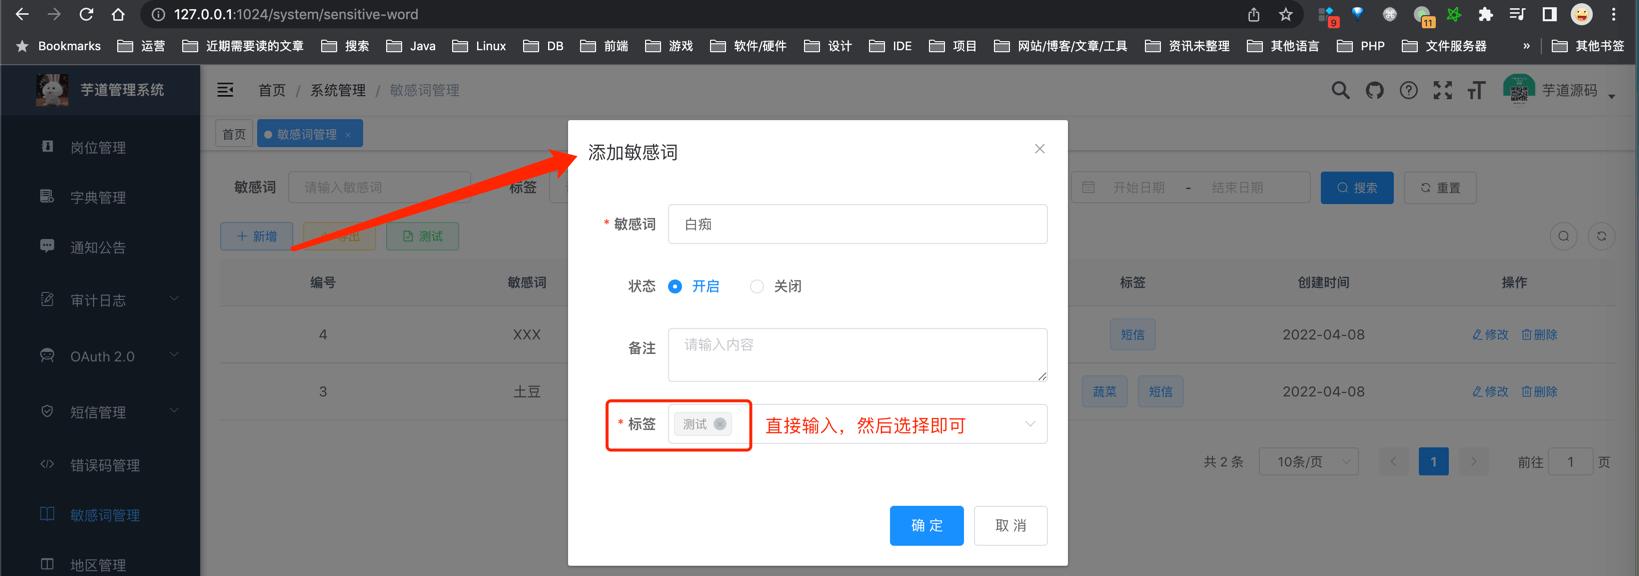 127.0.0.1:1024/system/sensitive-word
9
11
Bookmarks 运营 近期需要读的文章 搜索 Java Linux DB 前端 游戏 软件/硬件 设计 IDE 项目 网站/博客/文章/工具 资讯未整理 其他语言 PHP 文件服务器 » 其他书签
芋道管理系统
首页 / 系统管理 / 敏感词管理
芋道源码
首页
敏感词管理 ×
岗位管理
字典管理
通知公告
审计日志
OAuth 2.0
短信管理
错误码管理
敏感词管理
地区管理
敏感词 请输入敏感词 标签 开始日期 - 结束日期 搜索 重置
+ 新增 测试
编号 敏感词 标签 创建时间 操作
4 XXX 短信 2022-04-08 修改 删除
3 土豆 蔬菜 短信 2022-04-08 修改 删除
共 2 条 10条/页 < 1 > 前往 1 页
添加敏感词
* 敏感词 白痴
状态 开启 关闭
备注 请输入内容
* 标签 测试 直接输入，然后选择即可
确 定 取 消